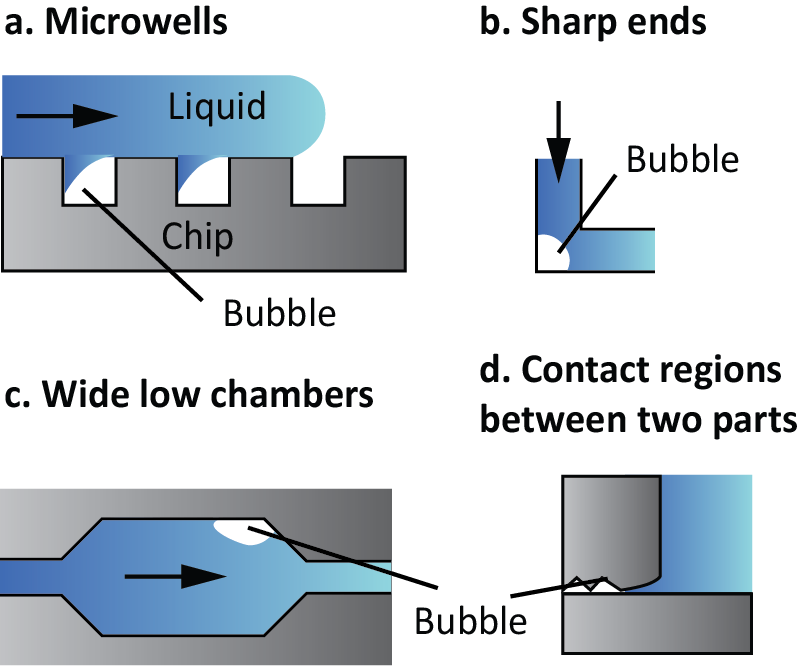 a. Microwells
Liquid
Chip
Bubble
b. Sharp ends
Bubble
c. Wide low chambers
d. Contact regions
between two parts
Bubble